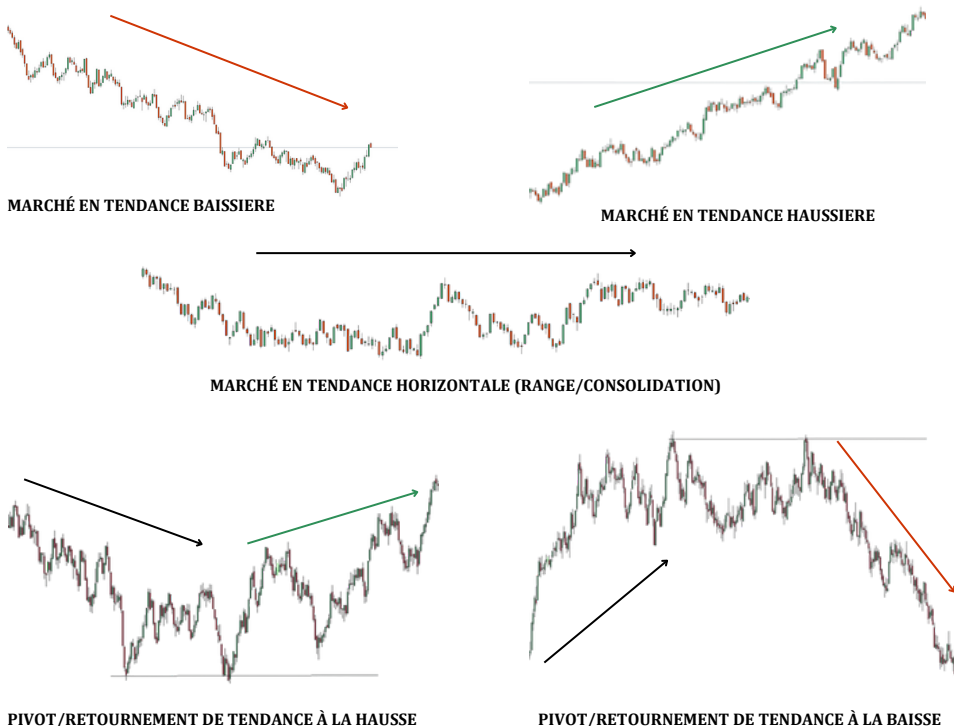 MARCHÉ EN TENDANCE BAISSIERE
MARCHÉ EN TENDANCE HAUSSIERE
MARCHÉ EN TENDANCE HORIZONTALE (RANGE/CONSOLIDATION)
PIVOT/RETOURNEMENT DE TENDANCE À LA HAUSSE
PIVOT/RETOURNEMENT DE TENDANCE À LA BAISSE